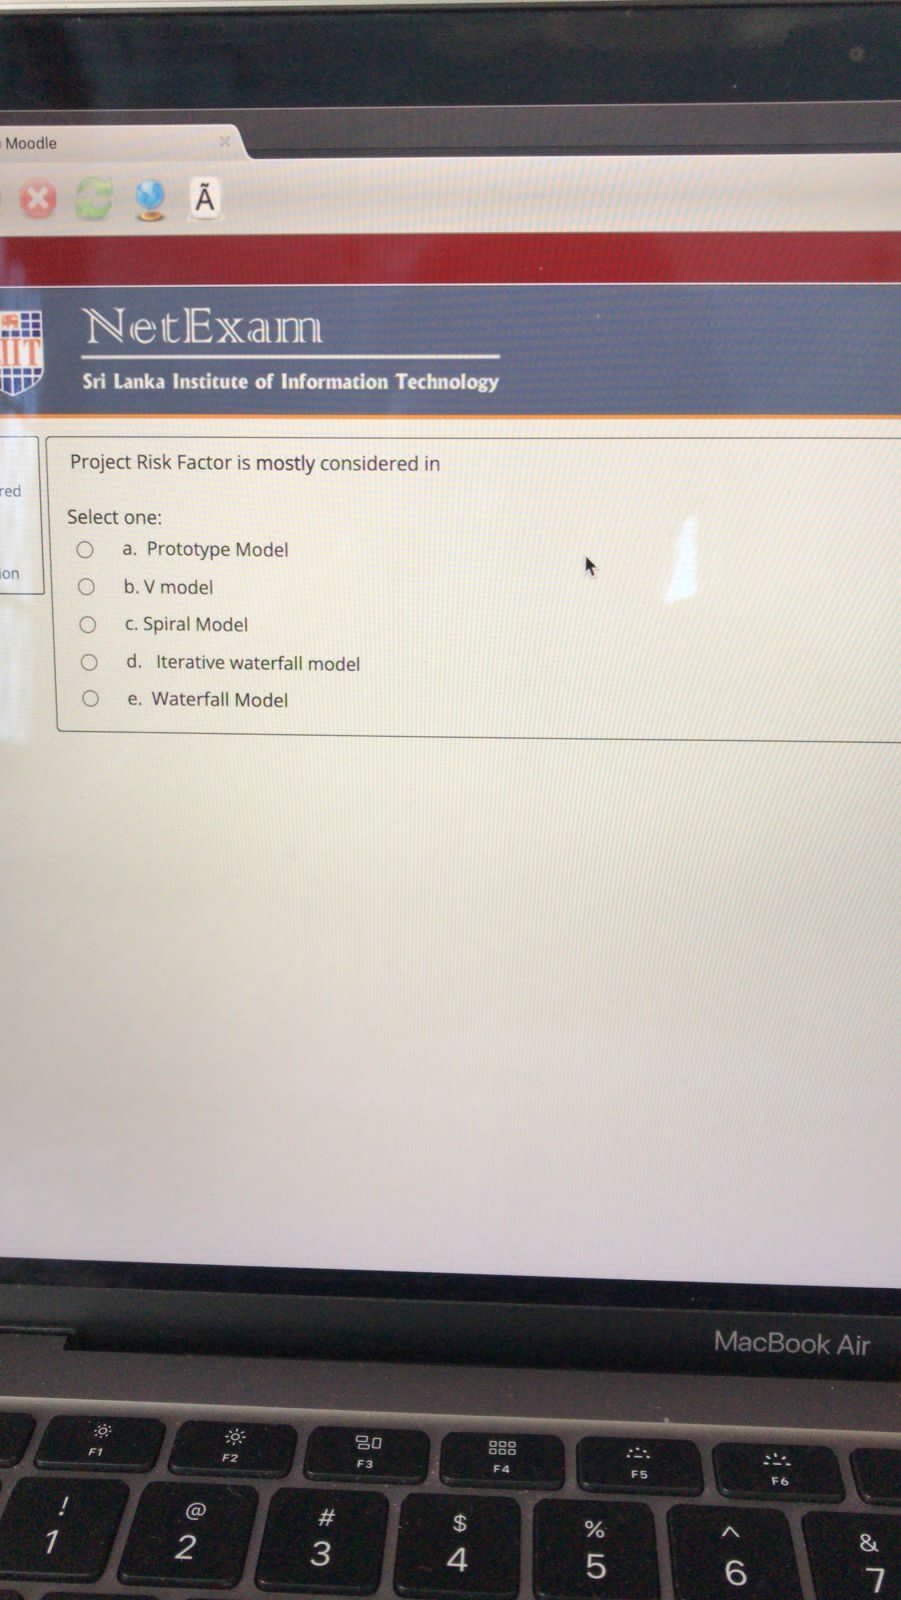 Moodle
Ã
NetExam
IIT
Sri Lanka Institute of Information Technology
red
ion
Project Risk Factor is mostly considered in
Select one:
a. Prototype Model
b. V model
c. Spiral Model
d. Iterative waterfall model
e. Waterfall Model
MacBook Air
F1 F2 F3 F4 F5 F6
! @ # $ % ^ &
1 2 3 4 5 6 7